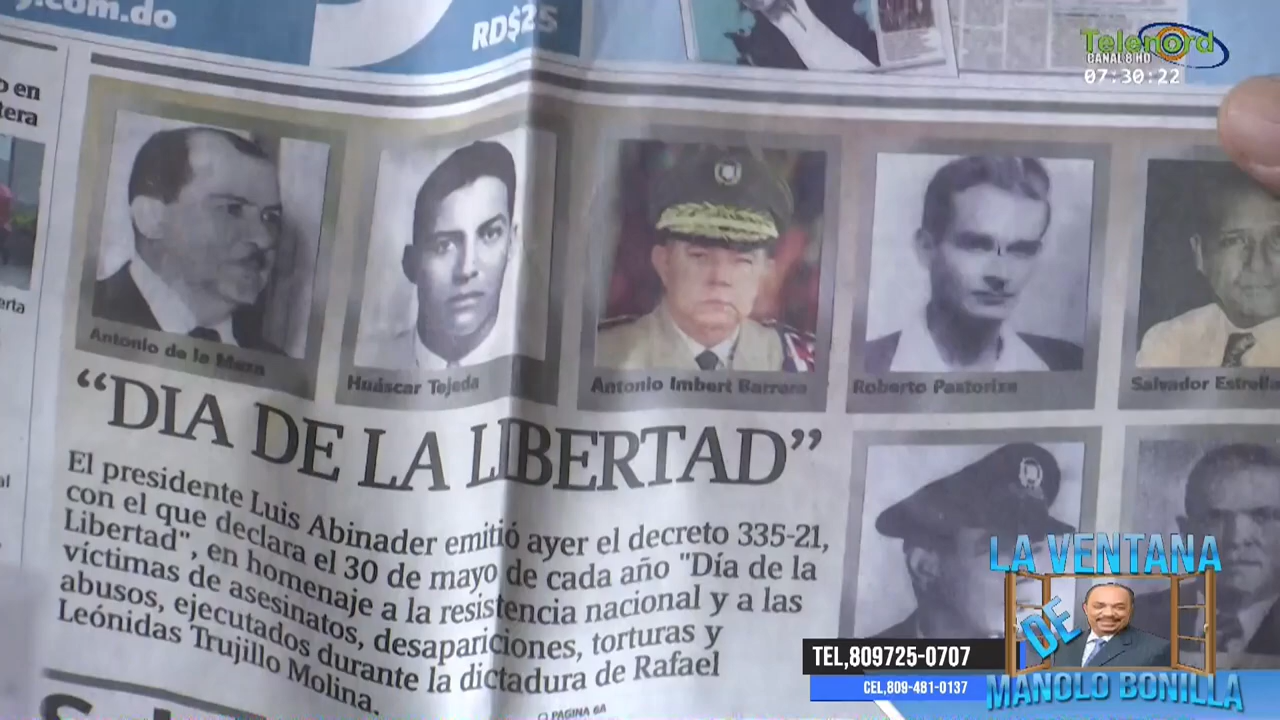 .com.do
RD$25
Telenord
CANAL 8 HD
07:30:22
o en
tera
erta
Antonio de la Maza
Huáscar Tejeda
Antonio Imbert Barrera
Roberto Pastoriza
Salvador Estrella
“DIA DE LA LIBERTAD”
El presidente Luis Abinader emitió ayer el decreto 335-21,
con el que declara el 30 de mayo de cada año "Día de la
Libertad", en homenaje a la resistencia nacional y a las
víctimas de asesinatos, desapariciones, torturas y
abusos, ejecutados durante la dictadura de Rafael
Leónidas Trujillo Molina.
PAGINA 6A
LA VENTANA
DE
MANOLO BONILLA
TEL,809725-0707
CEL,809-481-0137